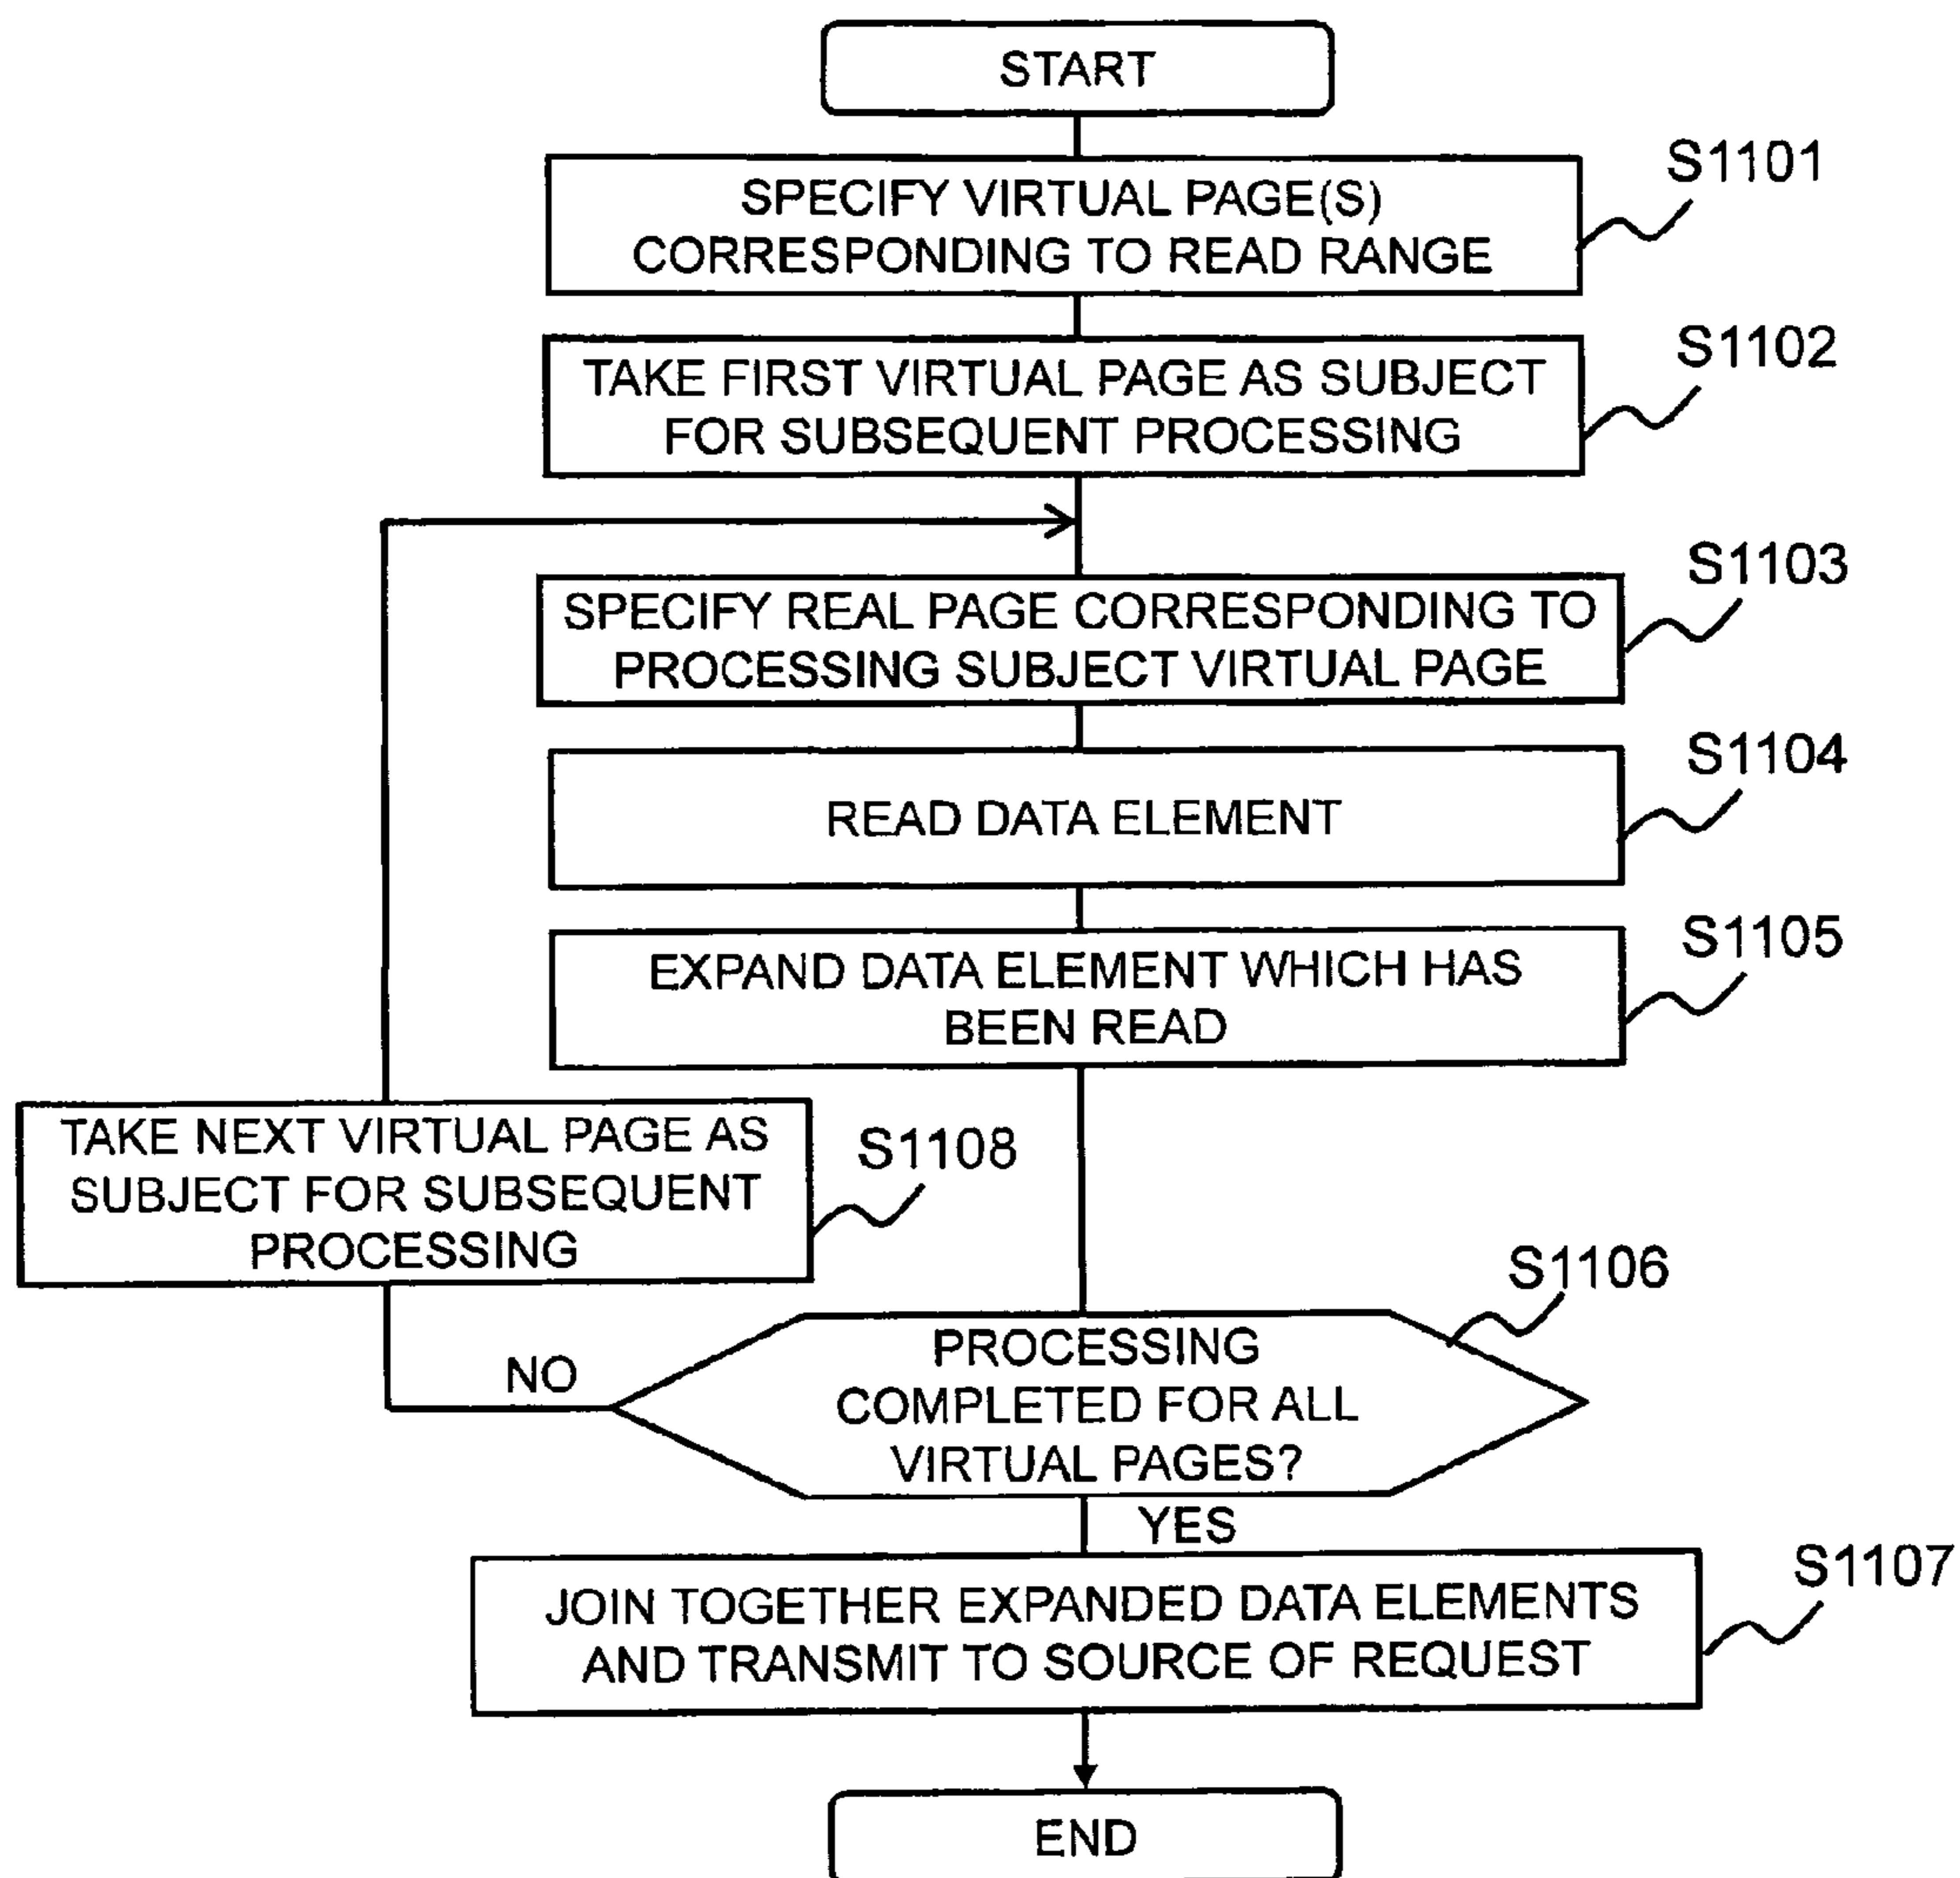 START
S1101
SPECIFY VIRTUAL PAGE(S)
CORRESPONDING TO READ RANGE
S1102
TAKE FIRST VIRTUAL PAGE AS SUBJECT
FOR SUBSEQUENT PROCESSING
S1103
SPECIFY REAL PAGE CORRESPONDING TO
PROCESSING SUBJECT VIRTUAL PAGE
S1104
READ DATA ELEMENT
S1105
EXPAND DATA ELEMENT WHICH HAS
BEEN READ
TAKE NEXT VIRTUAL PAGE AS
SUBJECT FOR SUBSEQUENT
PROCESSING
S1108
S1106
PROCESSING
COMPLETED FOR ALL
VIRTUAL PAGES?
NO
YES
S1107
JOIN TOGETHER EXPANDED DATA ELEMENTS
AND TRANSMIT TO SOURCE OF REQUEST
END